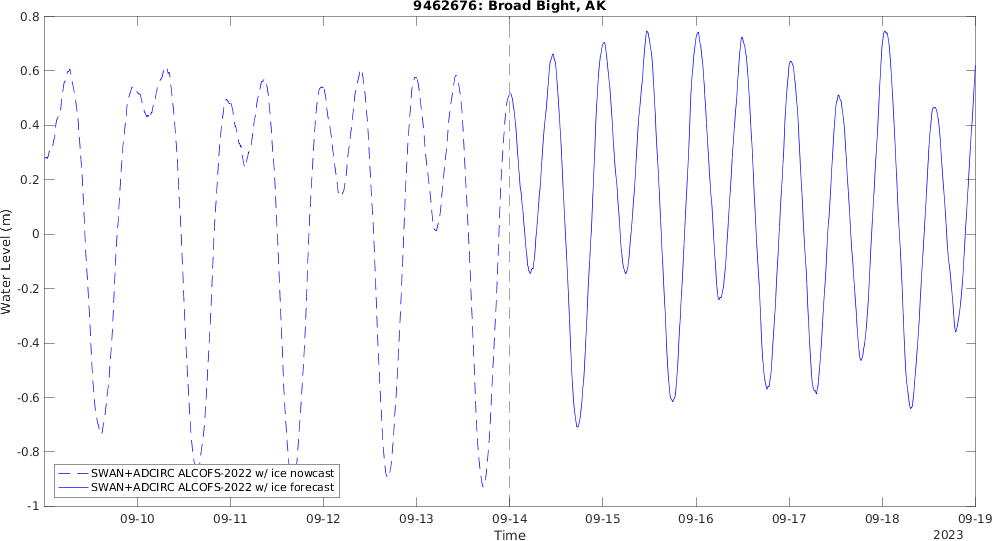 9462676: Broad Bight, AK
0.8
0.6
0.4
0.2
0
-0.2
-0.4
-0.6
-0.8
-1
Water Level (m)
SWAN+ADCIRC ALCOFS-2022 w/ ice nowcast
SWAN+ADCIRC ALCOFS-2022 w/ ice forecast
09-10 09-11 09-12 09-13 09-14 09-15 09-16 09-17 09-18 09-19
Time
2023